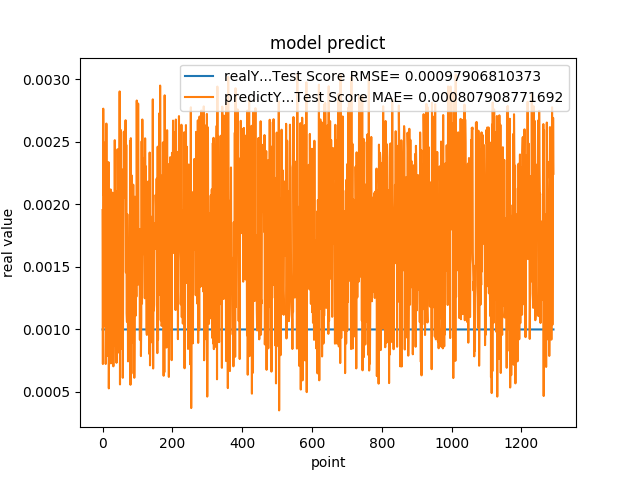 model predict
realY...Test Score RMSE= 0.00097906810373
predictY...Test Score MAE= 0.000807908771692
0.0030
0.0025
0.0020
0.0015
0.0010
0.0005
real value
0 200 400 600 800 1000 1200
point